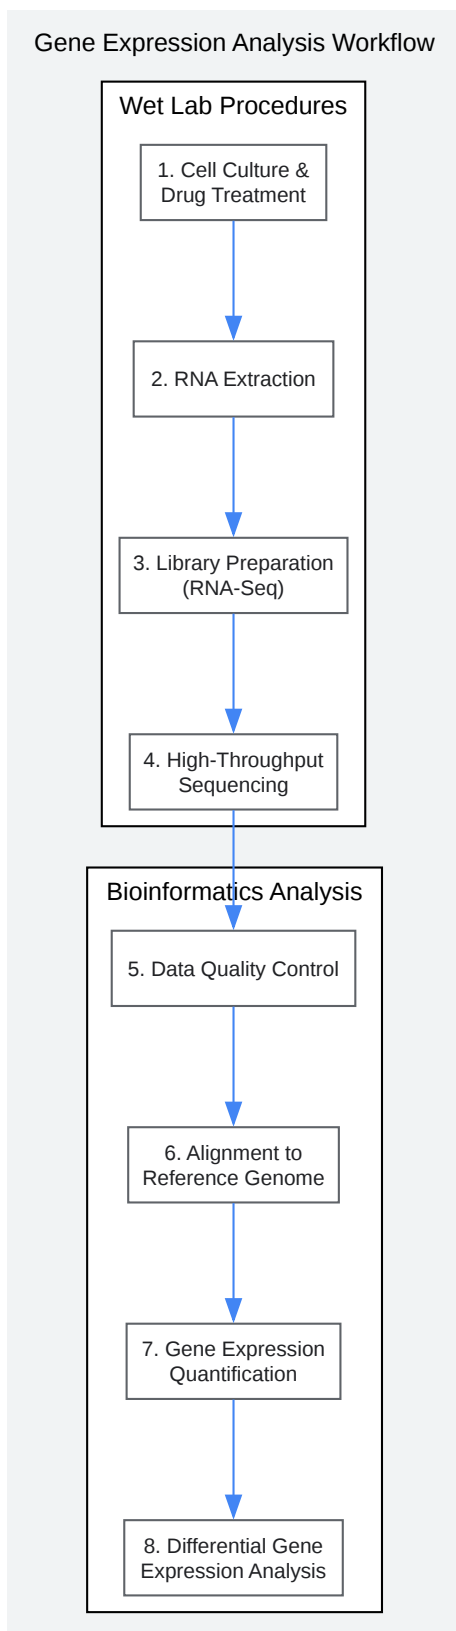 Gene Expression Analysis Workflow
Wet Lab Procedures
1. Cell Culture &
Drug Treatment
2. RNA Extraction
3. Library Preparation
(RNA-Seq)
4. High-Throughput
Sequencing
Bioinformatics Analysis
5. Data Quality Control
6. Alignment to
Reference Genome
7. Gene Expression
Quantification
8. Differential Gene
Expression Analysis